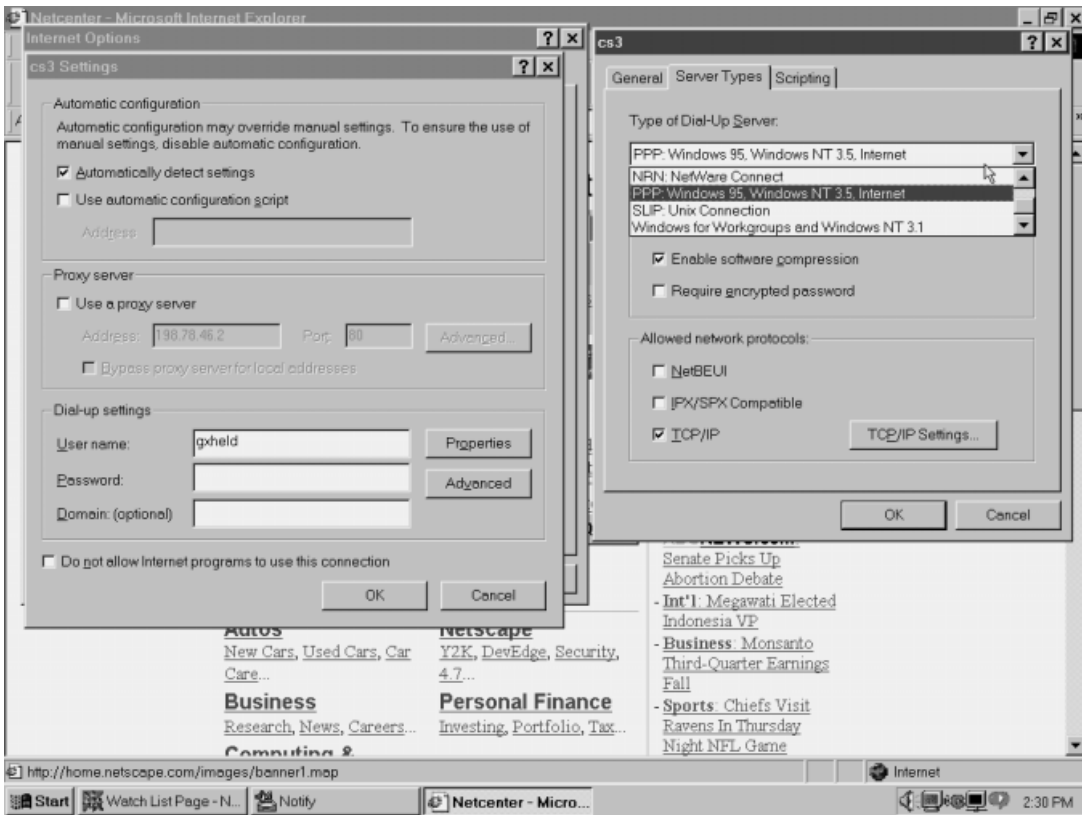 Netcenter - Microsoft Internet Explorer
Internet Options
cs3 Settings
Automatic configuration
Automatic configuration may override manual settings. To ensure the use of
manual settings, disable automatic configuration.
Automatically detect settings
Use automatic configuration script
Address
Proxy server
Use a proxy server
Address: 198.78.46.2 Port: 80 Advanced...
Bypass proxy server for local addresses
Dial-up settings
User name: gxheld Properties
Password: Advanced
Domain: (optional)
Do not allow Internet programs to use this connection
OK Cancel
cs3
General Server Types Scripting
Type of Dial-Up Server:
PPP: Windows 95, Windows NT 3.5, Internet
NRN: NetWare Connect
PPP: Windows 95, Windows NT 3.5, Internet
SLIP: Unix Connection
Windows for Workgroups and Windows NT 3.1
Enable software compression
Require encrypted password
Allowed network protocols:
NetBEUI
IPX/SPX Compatible
TCP/IP TCP/IP Settings...
OK Cancel
Autos
New Cars, Used Cars, Car
Care...
Business
Research, News, Careers...
Computing &
Netscape
Y2K, DevEdge, Security,
4.7...
Personal Finance
Investing, Portfolio, Tax...
Senate Picks Up
Abortion Debate
- Int'l: Megawati Elected
Indonesia VP
- Business: Monsanto
Third-Quarter Earnings
Fall
- Sports: Chiefs Visit
Ravens In Thursday
Night NFL Game
http://home.netscape.com/images/banner1.map Internet
Start Watch List Page - N... Notify Netcenter - Micro... 2:30 PM